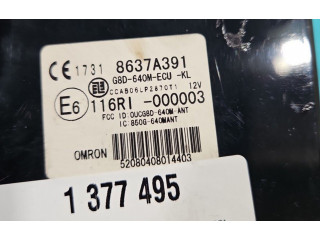 CE 1731 8637A391
G8D-640M-ECU -KL
CCAB06LP2870T1 12V
E6 116RI -000003
FCC ID:OUCG8D-640M-ANT
IC:850G-640MANT
OMRON 52080408014403
1 377 495